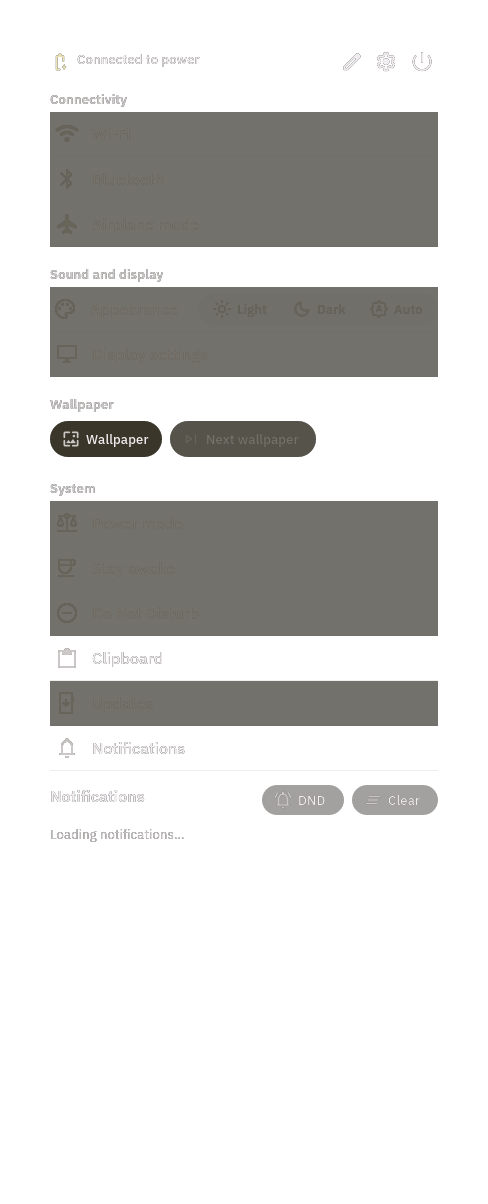 Connected to power
Connectivity
Wi-Fi
Bluetooth
Airplane mode
Sound and display
Appearance Light Dark Auto
Display settings
Wallpaper
Wallpaper Next wallpaper
System
Power mode
Stay awake
Do Not Disturb
Clipboard
Updates
Notifications
Notifications DND Clear
Loading notifications...